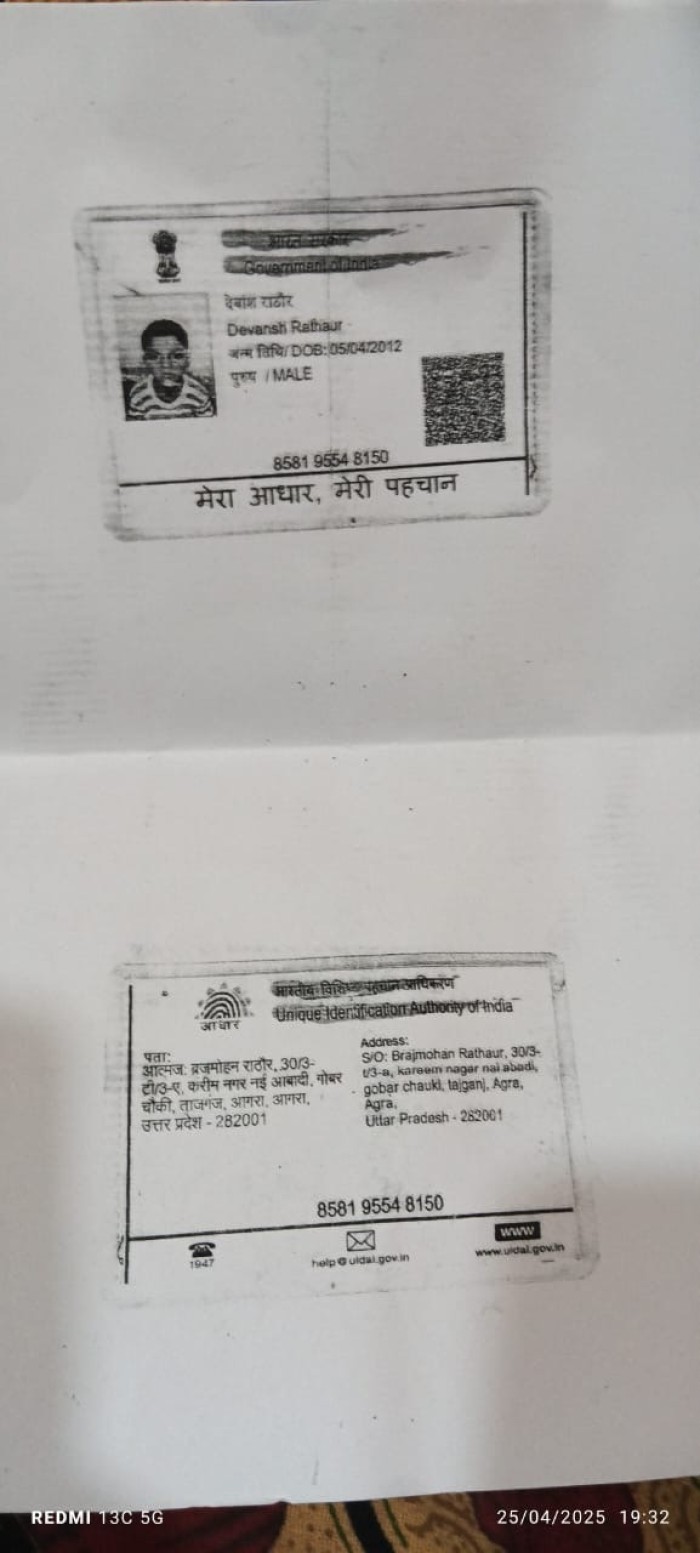 भारत सरकार
Government of India
देवांश राठौर
Devansh Rathaur
जन्म तिथि/ DOB: 05/04/2012
पुरुष / MALE
8581 9554 8150
मेरा आधार, मेरी पहचान
भारतीय विशिष्ट पहचान आधिकरण
Unique Identification Authority of India
आधार
पता:
आत्मज: ब्रजमोहन राठौर, 30/3-
टी/3-ए, करीम नगर नई आबादी, गोबर
चौकी, ताजगंज, आगरा, आगरा,
उत्तर प्रदेश - 282001
Address:
S/O: Brajmohan Rathaur, 30/3-
t/3-a, kareem nagar nai abadi,
gobar chauki, tajganj, Agra,
Agra,
Uttar Pradesh - 282001
8581 9554 8150
1947
help@uidai.gov.in
www
www.uidai.gov.in
REDMI 13C 5G
25/04/2025 19:32